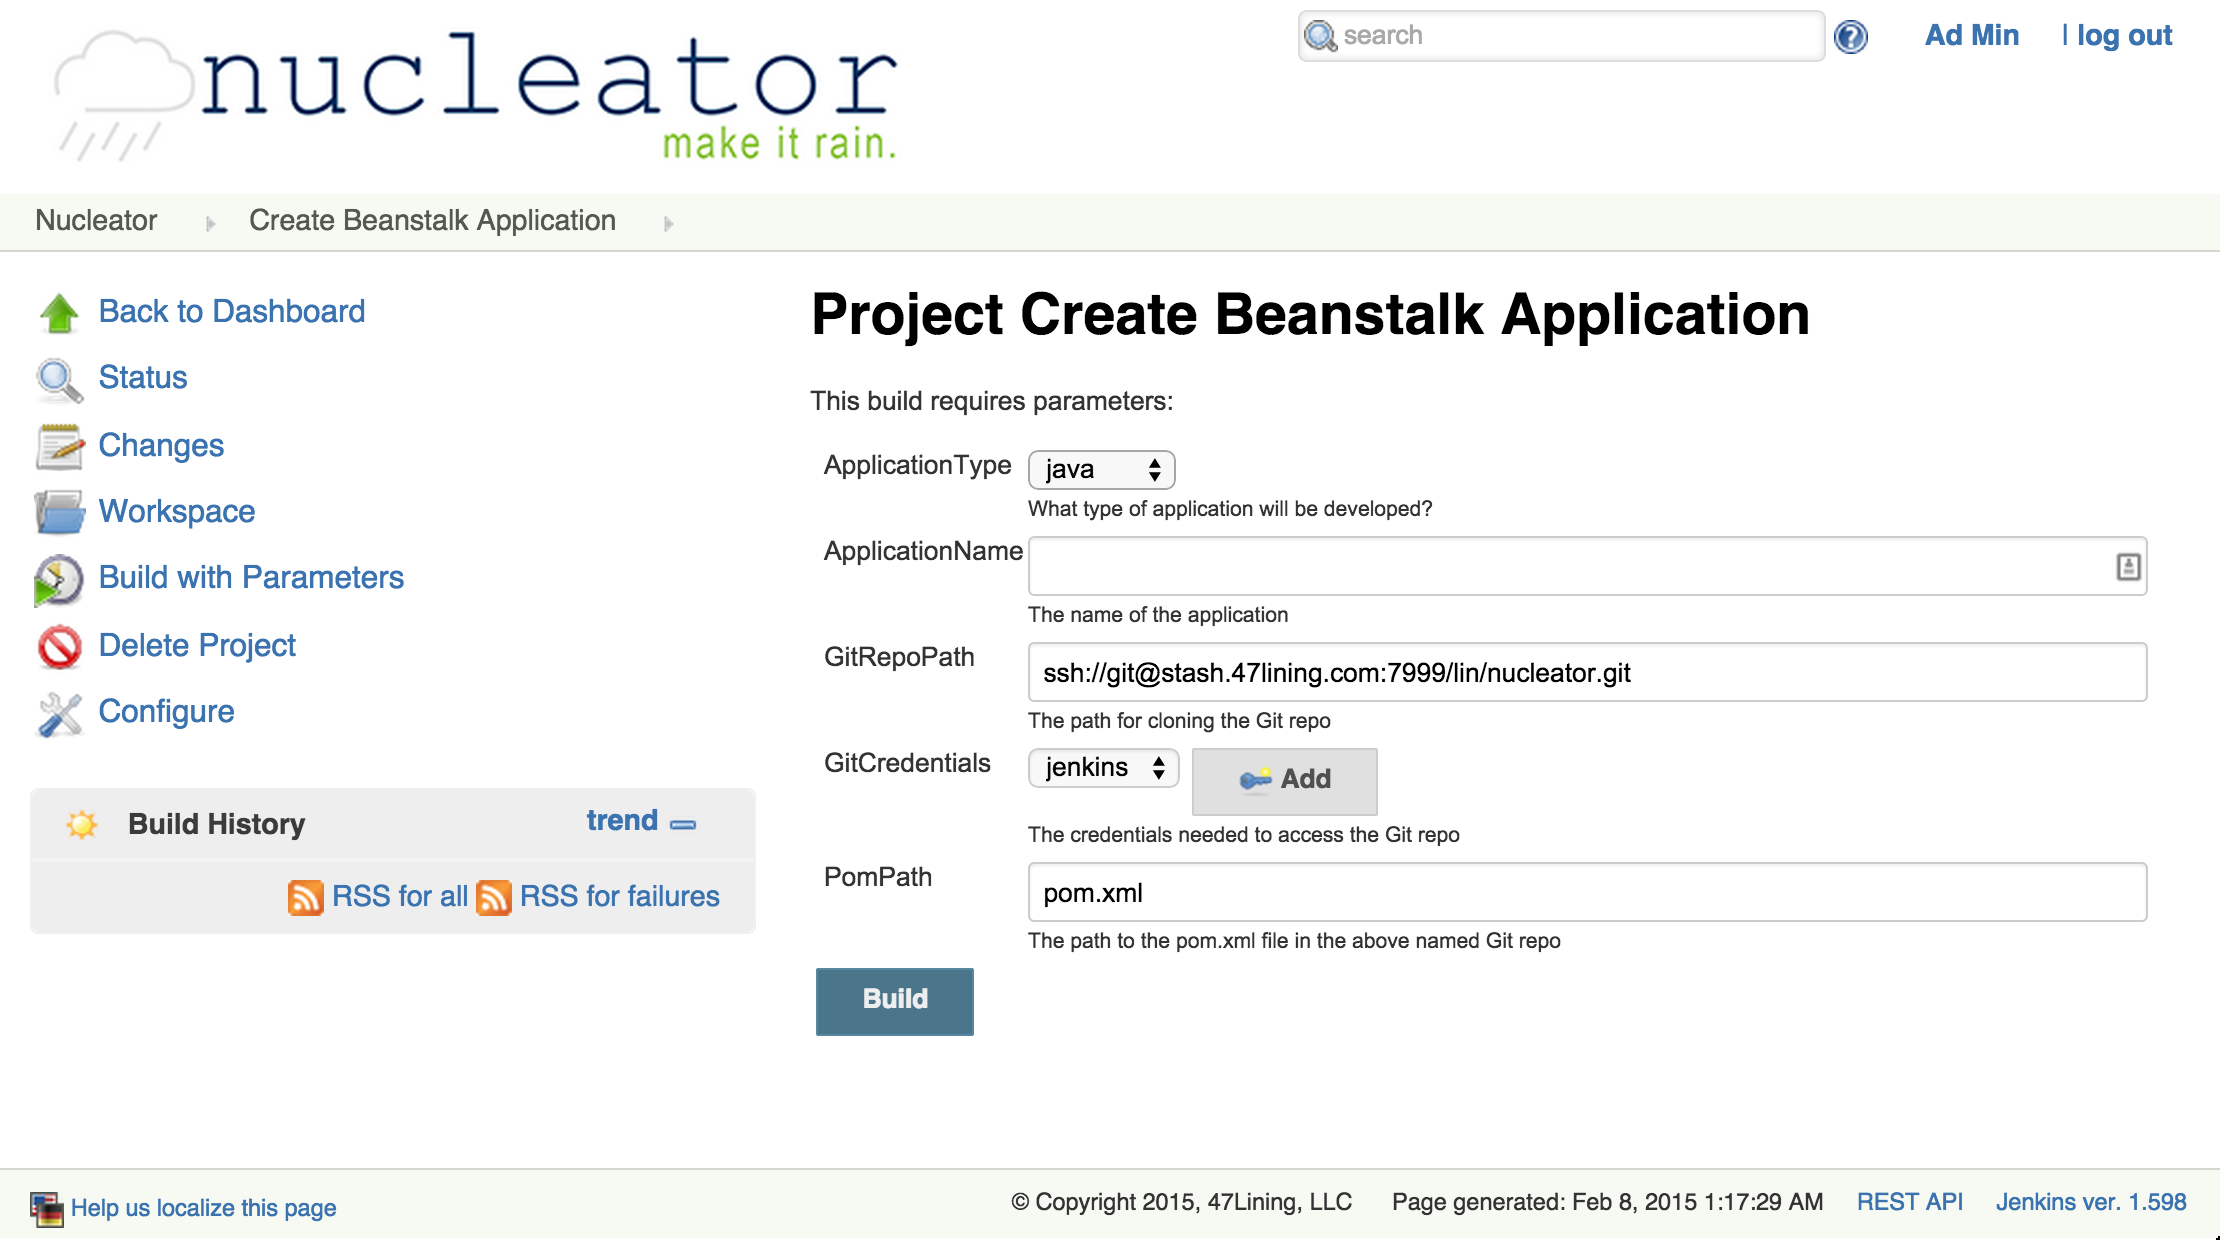 nucleator
make it rain.
search
Ad Min | log out
Nucleator Create Beanstalk Application
Back to Dashboard
Status
Changes
Workspace
Build with Parameters
Delete Project
Configure
Build History trend
RSS for all RSS for failures
Project Create Beanstalk Application
This build requires parameters:
ApplicationType java
What type of application will be developed?
ApplicationName
The name of the application
GitRepoPath ssh://git@stash.47lining.com:7999/lin/nucleator.git
The path for cloning the Git repo
GitCredentials jenkins Add
The credentials needed to access the Git repo
PomPath pom.xml
The path to the pom.xml file in the above named Git repo
Build
Help us localize this page © Copyright 2015, 47Lining, LLC Page generated: Feb 8, 2015 1:17:29 AM REST API Jenkins ver. 1.598